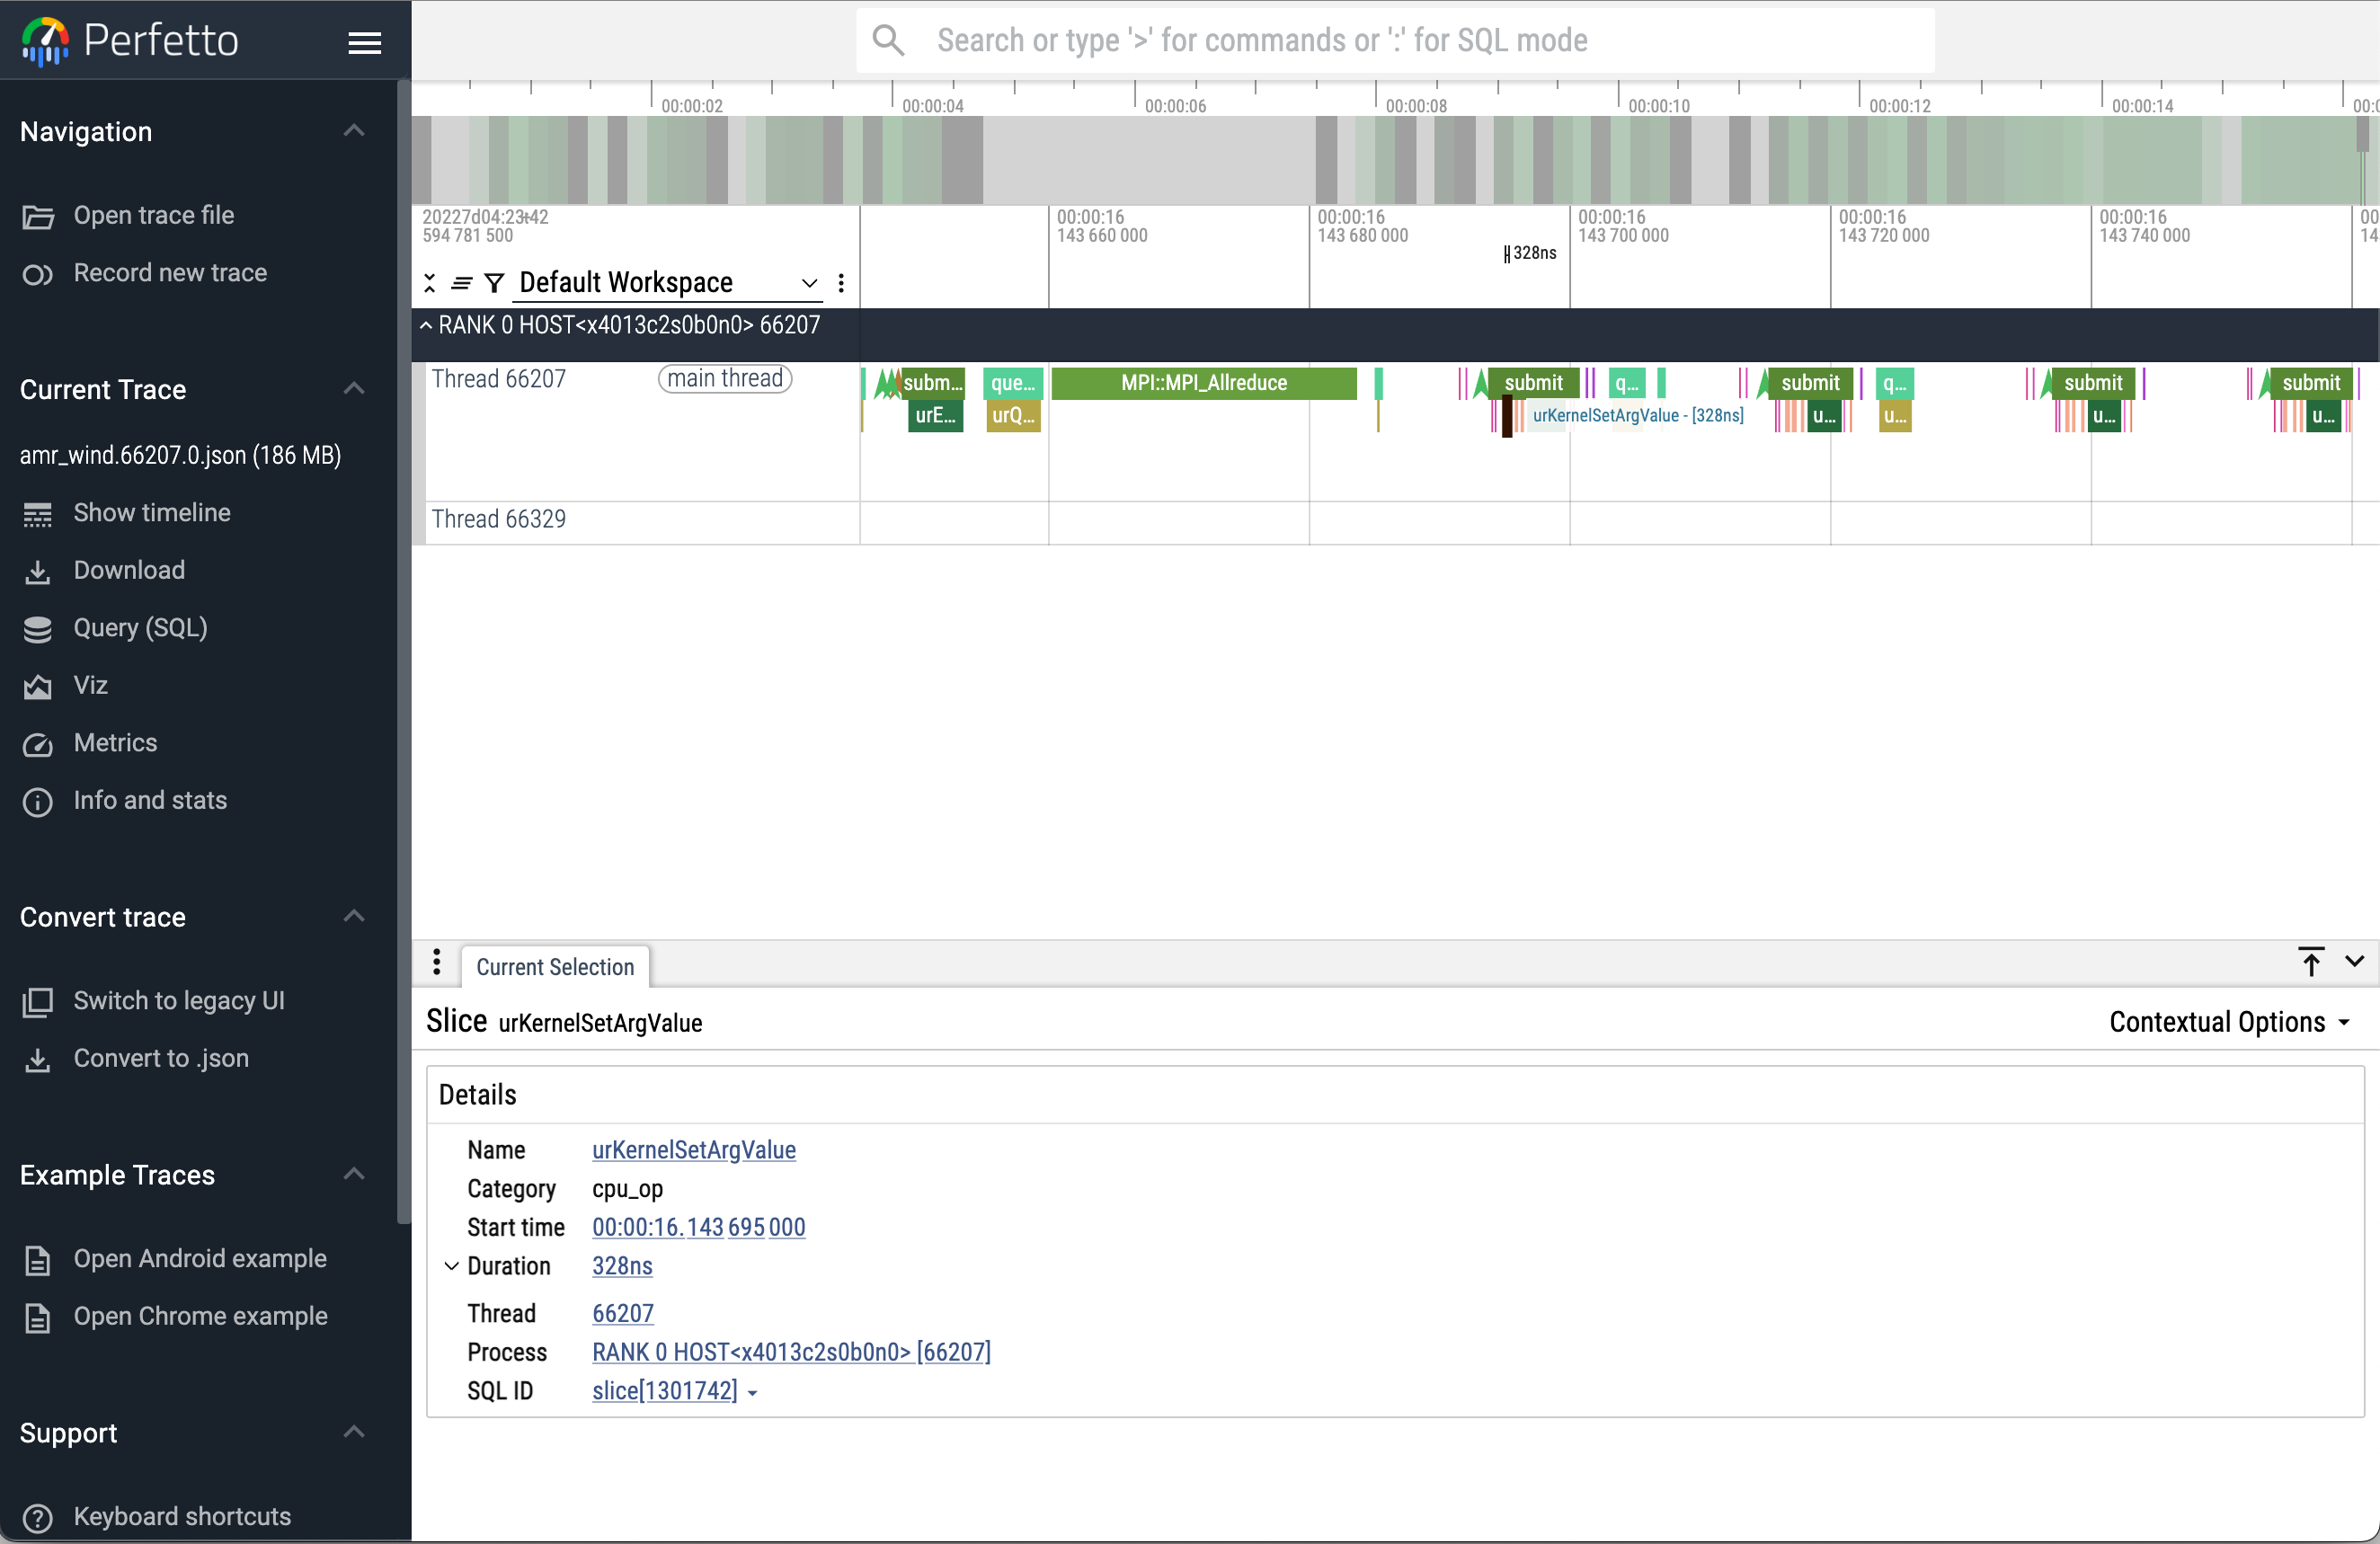 Perfetto
Search or type '>' for commands or ':' for SQL mode
Navigation
Open trace file
Record new trace
Current Trace
amr_wind.66207.0.json (186 MB)
Show timeline
Download
Query (SQL)
Viz
Metrics
Info and stats
Convert trace
Switch to legacy UI
Convert to .json
Example Traces
Open Android example
Open Chrome example
Support
Keyboard shortcuts
00:00:02 00:00:04 00:00:06 00:00:08 00:00:10 00:00:12 00:00:14
00:00:16 00:00:16 00:00:16 00:00:16 00:00:16
594 781 500 143 660 000 143 680 000 143 700 000 143 720 000 143 740 000 14
328ns
Default Workspace
RANK 0 HOST<x4013c2s0b0n0> 66207
Thread 66207 main thread subm... que... MPI::MPI_Allreduce submit q... submit q... submit submit
urE... urQ... urKernelSetArgValue - [328ns] u... u... u... u...
Thread 66329
Current Selection
Slice urKernelSetArgValue Contextual Options
Details
Name urKernelSetArgValue
Category cpu_op
Start time 00:00:16.143 695 000
Duration 328ns
Thread 66207
Process RANK 0 HOST<x4013c2s0b0n0> [66207]
SQL ID slice[1301742]